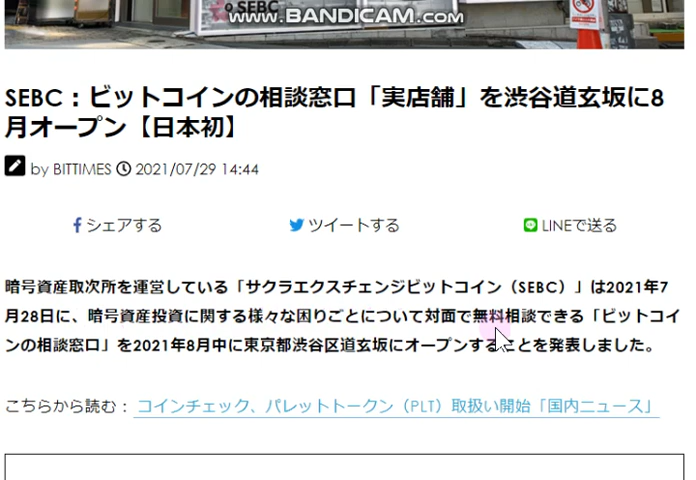 SEBC
www.BANDICAM.com
SEBC：ビットコインの相談窓口「実店舗」を渋谷道玄坂に8
月オープン【日本初】
by BITTIMES 2021/07/29 14:44
シェアする ツイートする LINEで送る
暗号資産取次所を運営している「サクラエクスチェンジビットコイン（SEBC）」は2021年7
月28日に、暗号資産投資に関する様々な困りごとについて対面で無料相談できる「ビットコイ
ンの相談窓口」を2021年8月中に東京都渋谷区道玄坂にオープンすることを発表しました。
こちらから読む： コインチェック、パレットトークン（PLT）取扱い開始「国内ニュース」